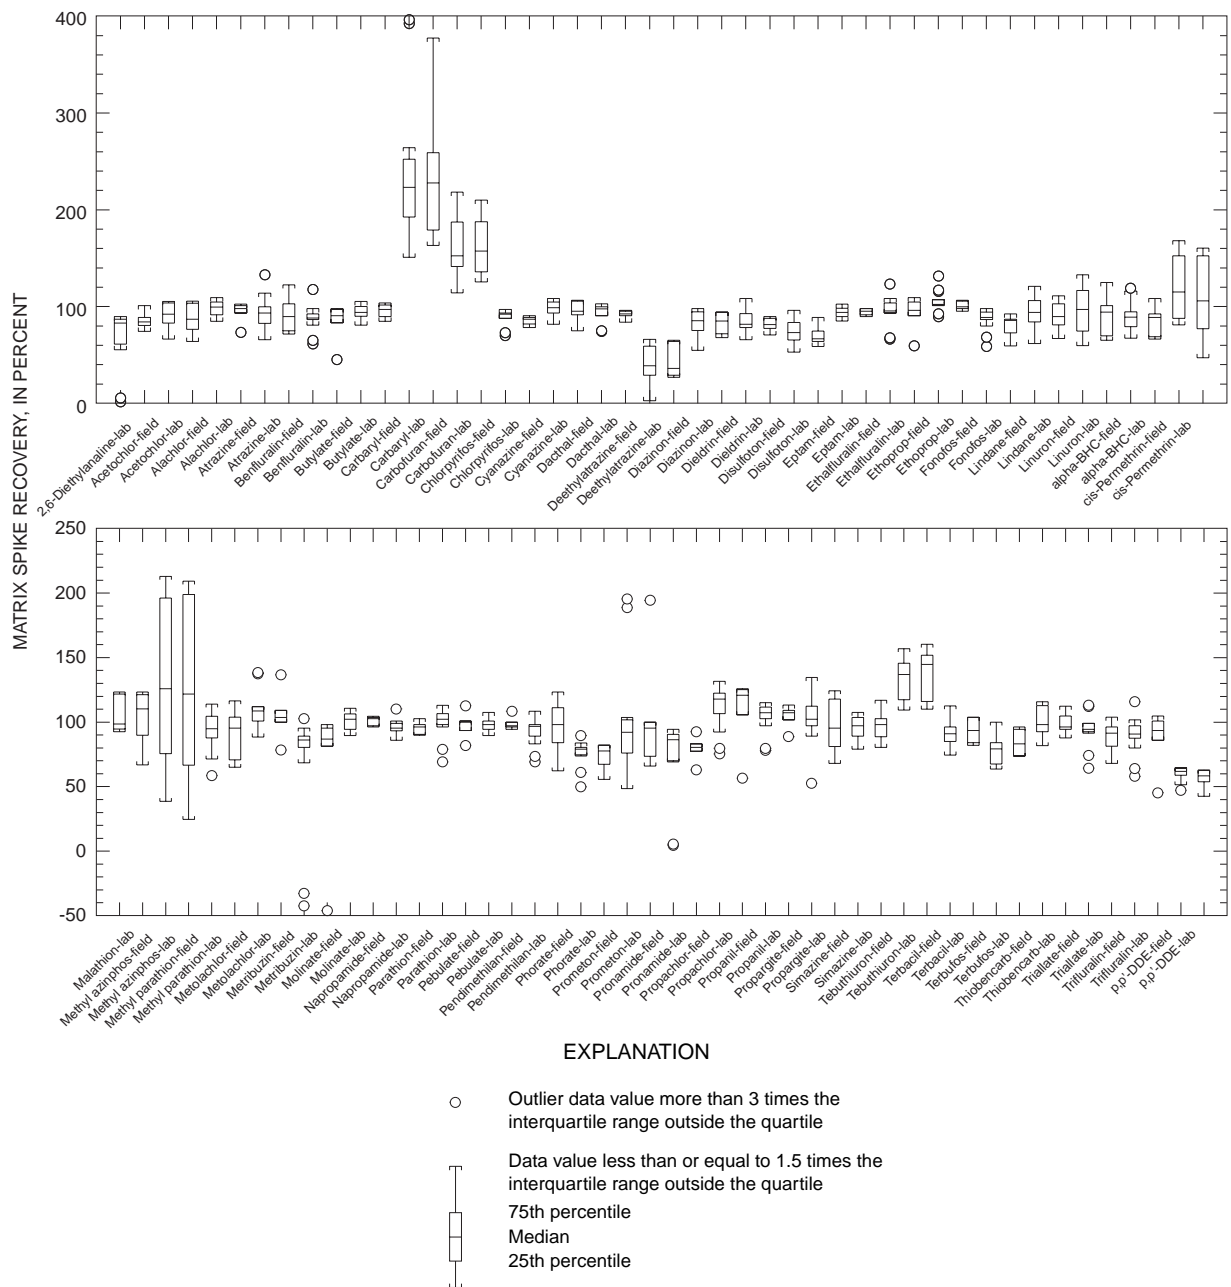 MATRIX SPIKE RECOVERY, IN PERCENT
400
300
200
100
0
2,6-Diethylanaline-lab
Acetochlor-field
Acetochlor-lab
Alachlor-field
Alachlor-lab
Atrazine-field
Atrazine-lab
Benfluralin-field
Benfluralin-lab
Butylate-field
Butylate-lab
Carbaryl-field
Carbaryl-lab
Carbofuran-field
Carbofuran-lab
Chlorpyrifos-field
Chlorpyrifos-lab
Cyanazine-field
Cyanazine-lab
Dacthal-field
Dacthal-lab
Deethylatrazine-field
Deethylatrazine-lab
Diazinon-field
Diazinon-lab
Dieldrin-field
Dieldrin-lab
Disulfoton-field
Disulfoton-lab
Eptam-field
Eptam-lab
Ethalfluralin-field
Ethalfluralin-lab
Ethoprop-field
Ethoprop-lab
Fonofos-field
Fonofos-lab
Lindane-field
Lindane-lab
Linuron-field
Linuron-lab
alpha-BHC-field
alpha-BHC-lab
cis-Permethrin-field
cis-Permethrin-lab
250
200
150
100
50
0
-50
Malathion-lab
Methyl azinphos-field
Methyl azinphos-lab
Methyl parathion-field
Methyl parathion-lab
Metolachlor-field
Metolachlor-lab
Metribuzin-field
Metribuzin-lab
Molinate-field
Molinate-lab
Napropamide-field
Napropamide-lab
Parathion-field
Parathion-lab
Pebulate-field
Pebulate-lab
Pendimethilan-field
Pendimethilan-lab
Phorate-field
Phorate-lab
Prometon-field
Prometon-lab
Pronamide-field
Pronamide-lab
Propachlor-field
Propachlor-lab
Propanil-field
Propanil-lab
Propargite-field
Propargite-lab
Simazine-field
Simazine-lab
Tebuthiuron-field
Tebuthiuron-lab
Terbacil-field
Terbacil-lab
Terbufos-field
Terbufos-lab
Thiobencarb-field
Thiobencarb-lab
Triallate-field
Triallate-lab
Trifluralin-field
Trifluralin-lab
p,p'-DDE-field
p,p'-DDE-lab
EXPLANATION
Outlier data value more than 3 times the
interquartile range outside the quartile
Data value less than or equal to 1.5 times the
interquartile range outside the quartile
75th percentile
Median
25th percentile